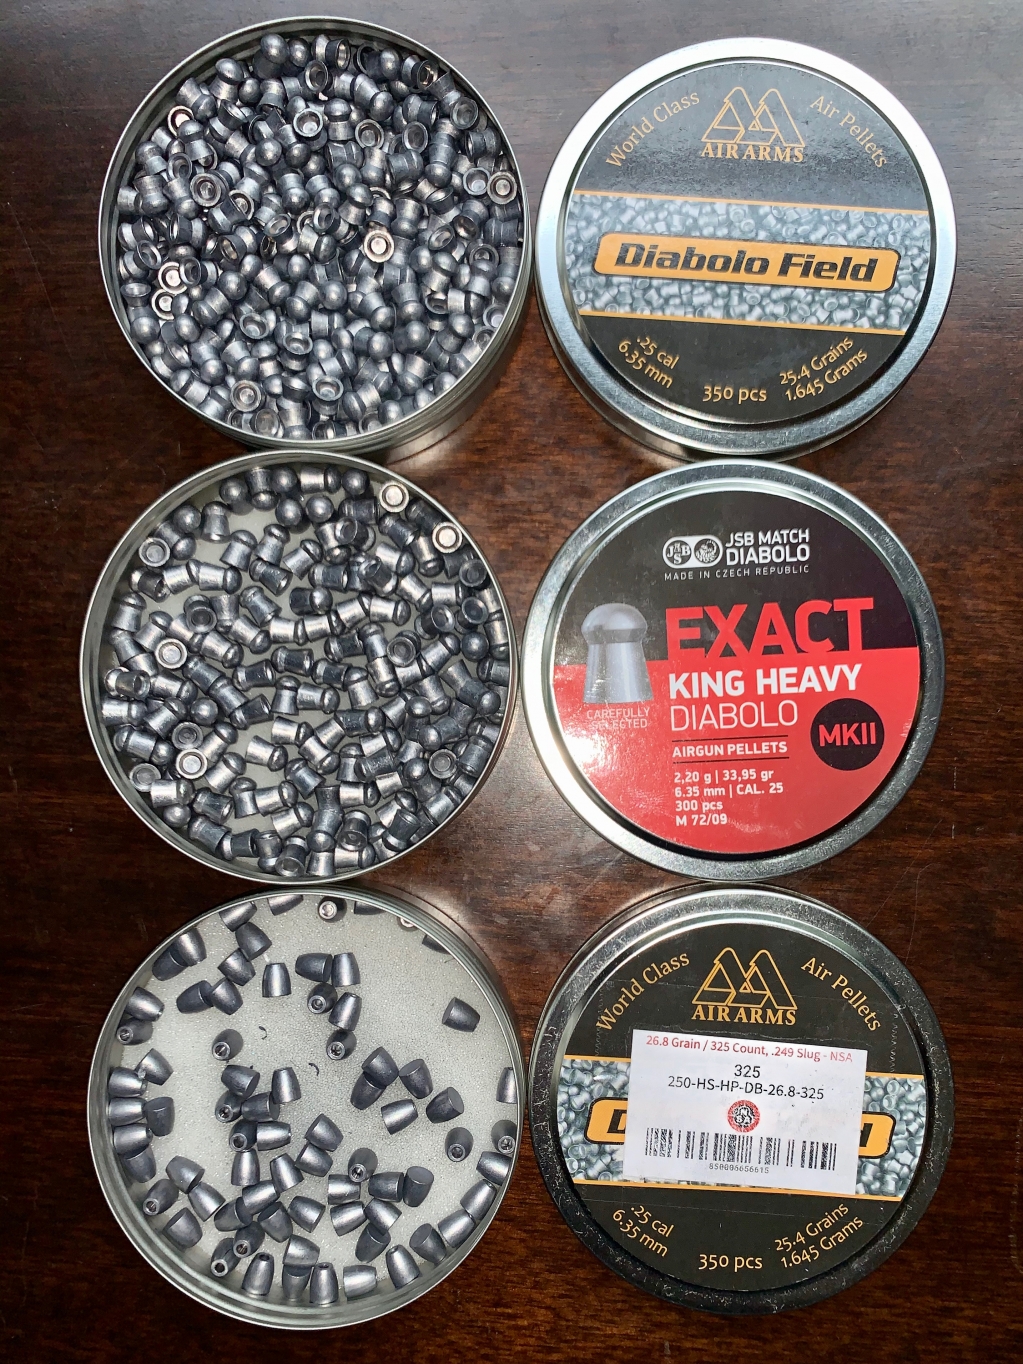 World Class
Air Pellets
AIR ARMS
Diabolo Field
.25 cal
6.35 mm
350 pcs
25.4 Grains
1.645 Grams
JSB
JSB MATCH
DIABOLO
MADE IN CZECH REPUBLIC
EXACT
KING HEAVY
DIABOLO
CAREFULLY
SELECTED
MKII
AIRGUN PELLETS
2,20 g | 33,95 gr
6.35 mm | CAL. 25
300 pcs
M 72/09
World Class
Air Pellets
AIR ARMS
26.8 Grain / 325 Count, .249 Slug - NSA
325
250-HS-HP-DB-26.8-325
NSA
D
d
.25 cal
6.35 mm
350 pcs
25.4 Grains
1.645 Grams